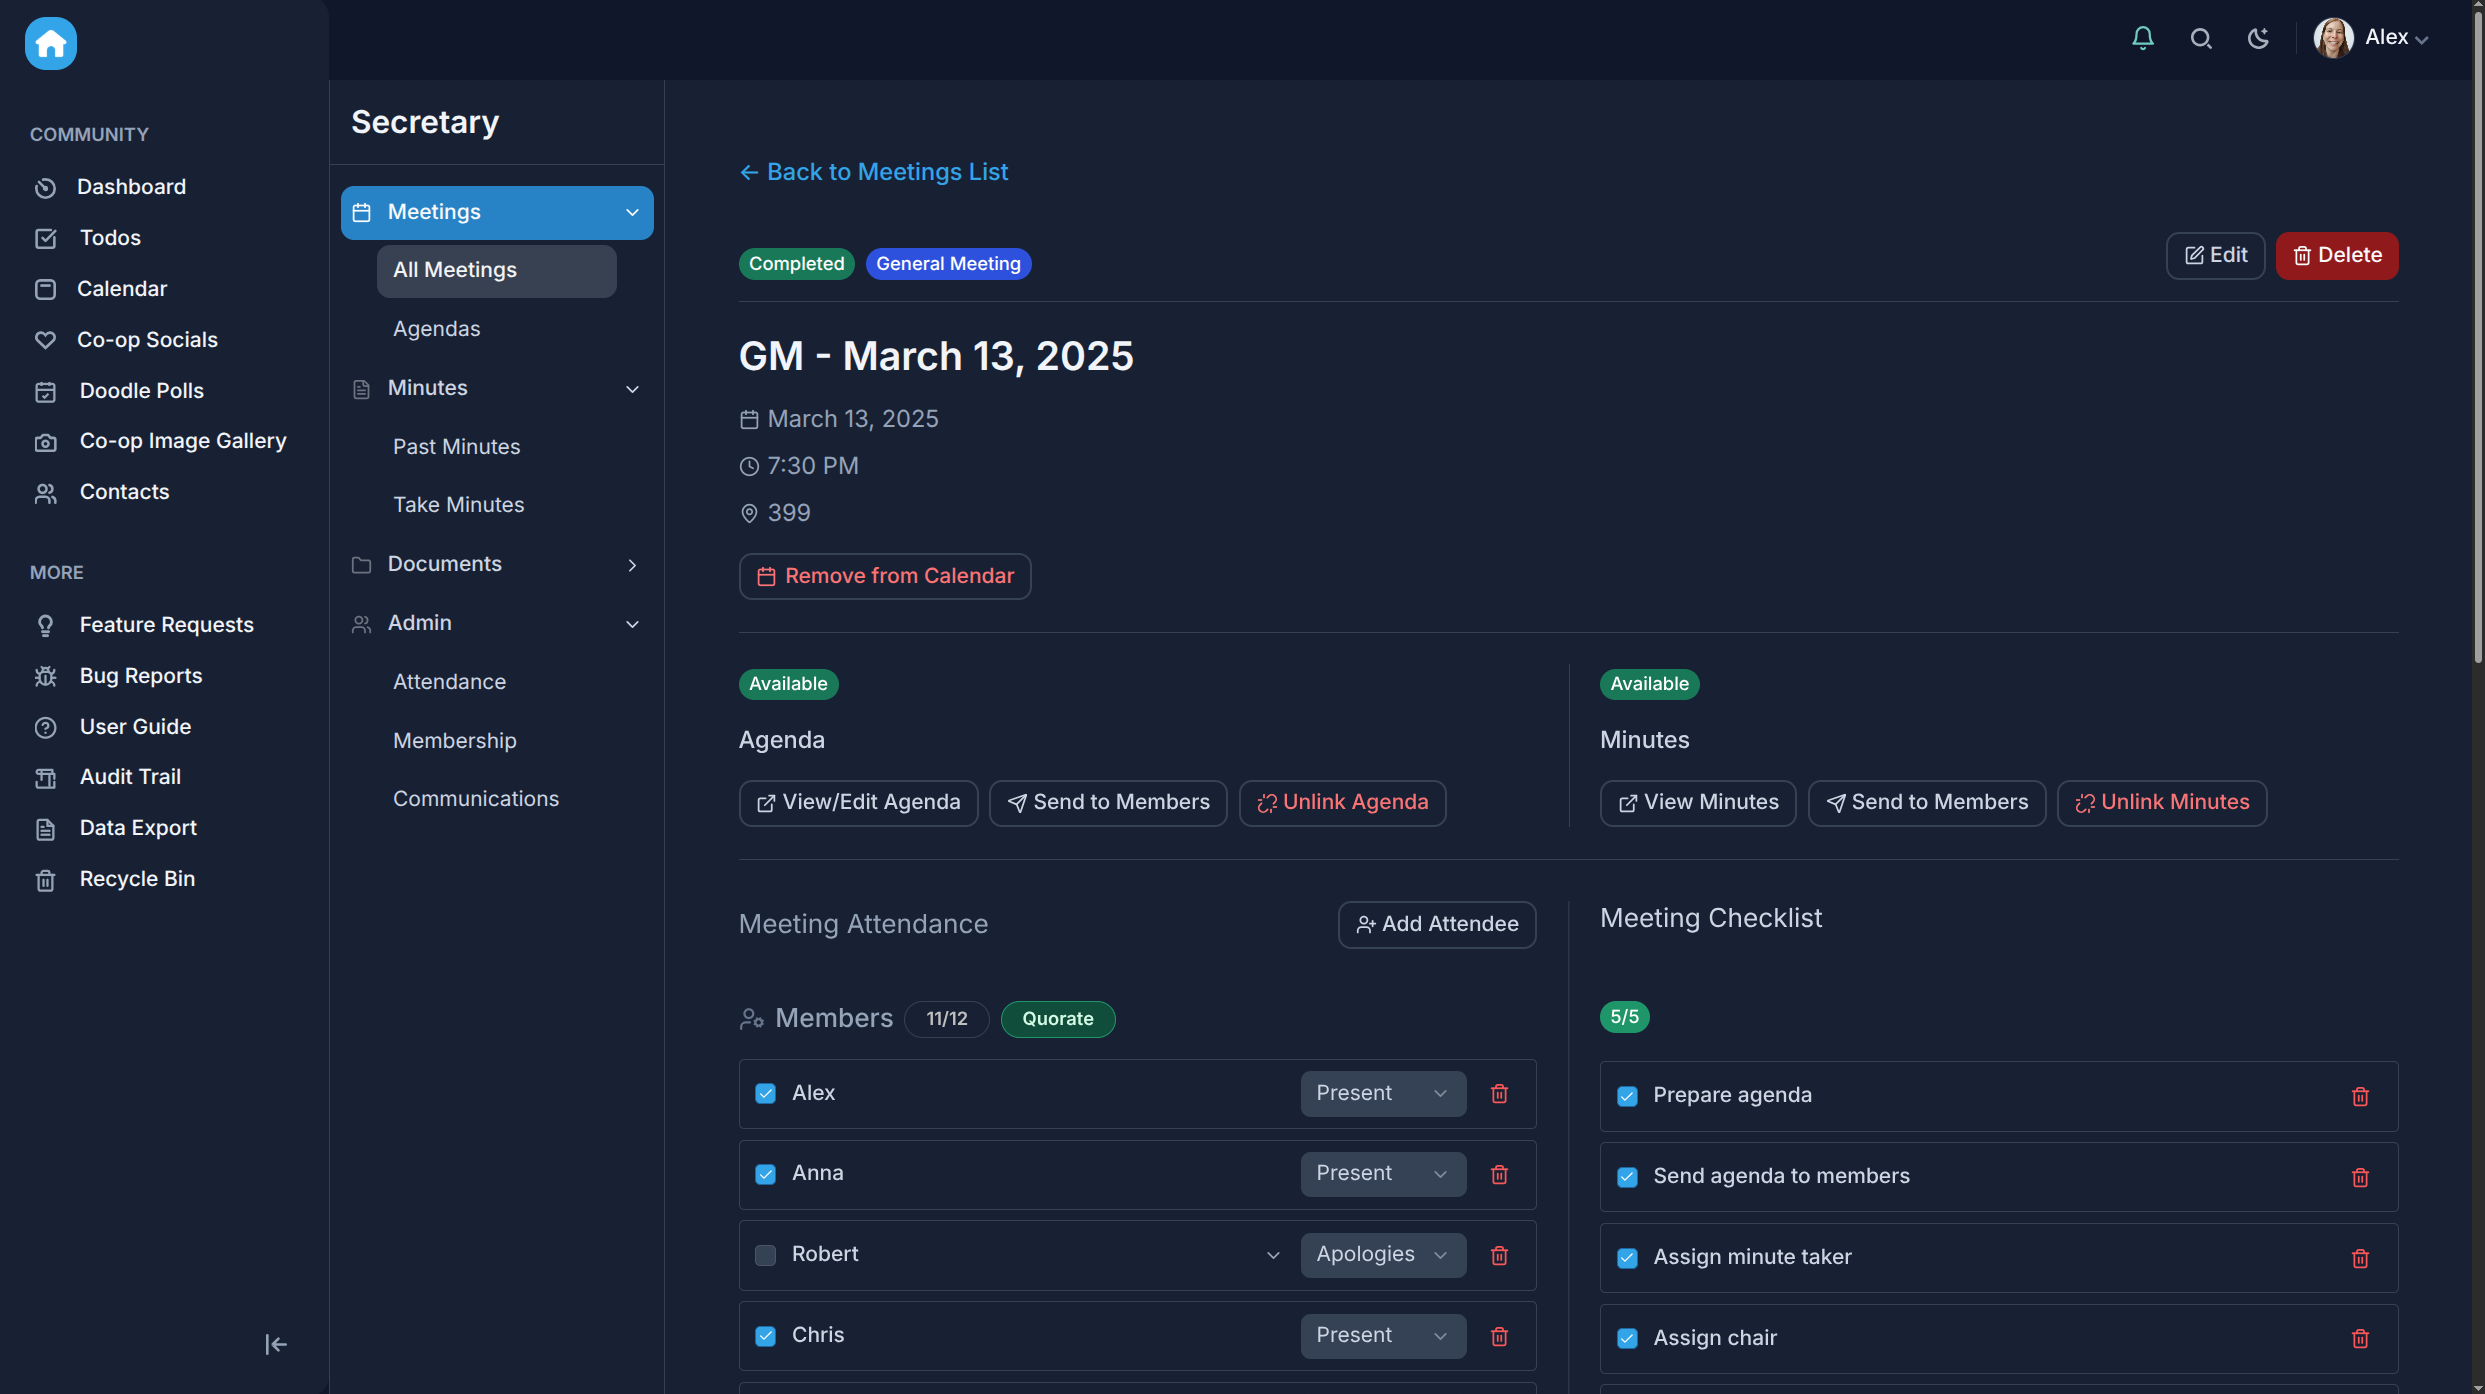 Alex
COMMUNITY
Dashboard
Todos
Calendar
Co-op Socials
Doodle Polls
Co-op Image Gallery
Contacts
MORE
Feature Requests
Bug Reports
User Guide
Audit Trail
Data Export
Recycle Bin
Secretary
Meetings
All Meetings
Agendas
Minutes
Past Minutes
Take Minutes
Documents
Admin
Attendance
Membership
Communications
Back to Meetings List
Completed
General Meeting
Edit
Delete
GM - March 13, 2025
March 13, 2025
7:30 PM
399
Remove from Calendar
Available
Agenda
View/Edit Agenda
Send to Members
Unlink Agenda
Available
Minutes
View Minutes
Send to Members
Unlink Minutes
Meeting Attendance
Add Attendee
Members
11/12
Quorate
Alex
Present
Anna
Present
Robert
Apologies
Chris
Present
Meeting Checklist
5/5
Prepare agenda
Send agenda to members
Assign minute taker
Assign chair